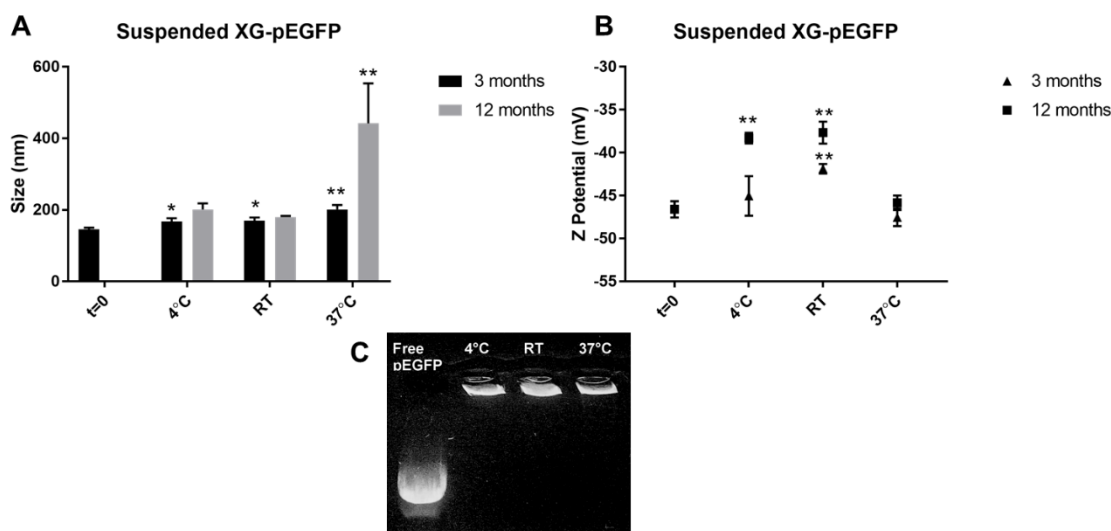 A
Suspended XG-pEGFP
600
400
200
0
Size (nm)
*
*
**
**
t=0
4°C
RT
37°C
3 months
12 months
B
Suspended XG-pEGFP
-30
-35
-40
-45
-50
-55
Z Potential (mV)
**
**
**
t=0
4°C
RT
37°C
3 months
12 months
C
Free
pEGFP
4°C
RT
37°C